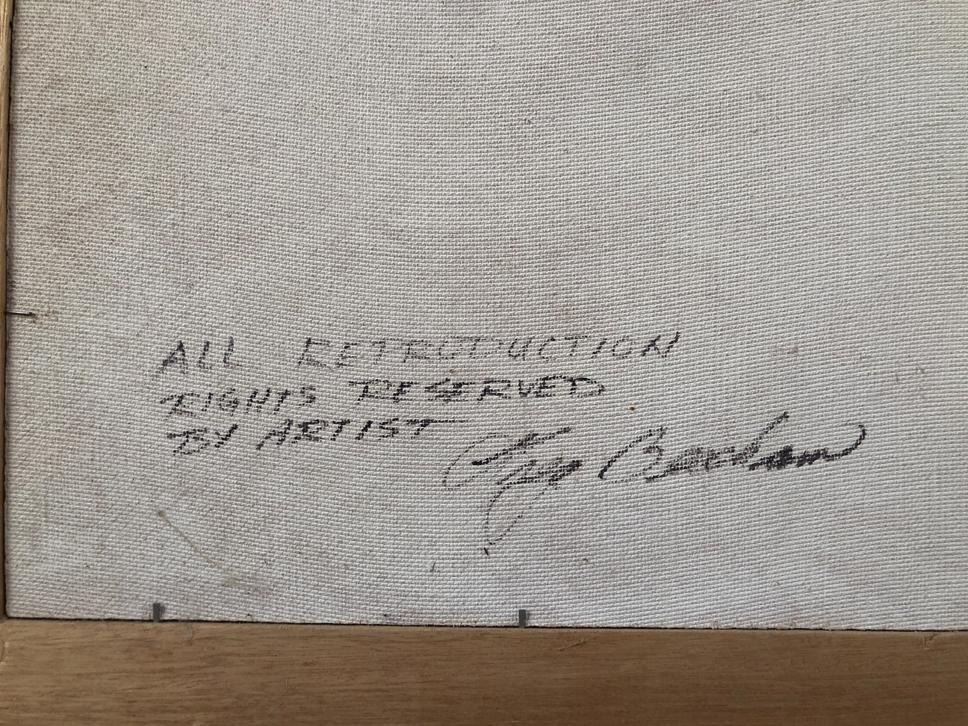 ALL REPRODUCTION
RIGHTS RESERVED
BY ARTIST